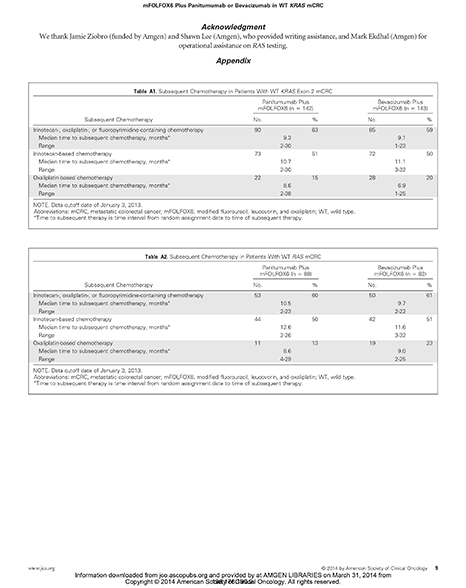 mFOLFOX6 Plus Panitumumab or Bevacizumab in WT KRAS mCRC
Acknowledgment
We thank Jamie Ziobro (funded by Amgen) and Shawn Lee (Amgen), who provided writing assistance, and Mark Ekdhal (Amgen) for
operational assistance on RAS testing.
Appendix
Table A1. Subsequent Chemotherapy in Patients With WT KRAS Exon 2 mCRC
Panitumumab Plus mFOLFOX6 (n = 142) Bevacizumab Plus mFOLFOX6 (n = 143)
Subsequent Chemotherapy No. % No. %
Irinotecan-, oxaliplatin-, or fluoropyrimidine-containing chemotherapy 90 63 85 59
Median time to subsequent chemotherapy, months* 9.3 9.1
Range 2-30 1-23
Irinotecan-based chemotherapy 73 51 72 50
Median time to subsequent chemotherapy, months* 10.7 11.1
Range 2-30 3-32
Oxaliplatin-based chemotherapy 22 15 28 20
Median time to subsequent chemotherapy, months* 8.6 6.9
Range 2-38 1-25
NOTE. Data cutoff date of January 3, 2013.
Abbreviations: mCRC, metastatic colorectal cancer; mFOLFOX6, modified fluorouracil, leucovorin, and oxaliplatin; WT, wild type.
*Time to subsequent therapy is time interval from random assignment date to time of subsequent therapy.
Table A2. Subsequent Chemotherapy in Patients With WT RAS mCRC
Panitumumab Plus mFOLFOX6 (n = 88) Bevacizumab Plus mFOLFOX6 (n = 82)
Subsequent Chemotherapy No. % No. %
Irinotecan-, oxaliplatin-, or fluoropyrimidine-containing chemotherapy 53 60 50 61
Median time to subsequent chemotherapy, months* 10.5 9.7
Range 2-23 2-22
Irinotecan-based chemotherapy 44 50 42 51
Median time to subsequent chemotherapy, months* 12.6 11.6
Range 2-26 3-32
Oxaliplatin-based chemotherapy 11 13 19 23
Median time to subsequent chemotherapy, months* 8.6 9.0
Range 4-29 2-25
NOTE. Data cutoff date of January 3, 2013.
Abbreviations: mCRC, metastatic colorectal cancer; mFOLFOX6, modified fluorouracil, leucovorin, and oxaliplatin; WT, wild type.
*Time to subsequent therapy is time interval from random assignment date to time of subsequent therapy.
www.jco.org © 2014 by American Society of Clinical Oncology 9
Information downloaded from jco.ascopubs.org and provided by at AMGEN LIBRARIES on March 31, 2014 from
Copyright © 2014 American Society of Clinical Oncology. All rights reserved.